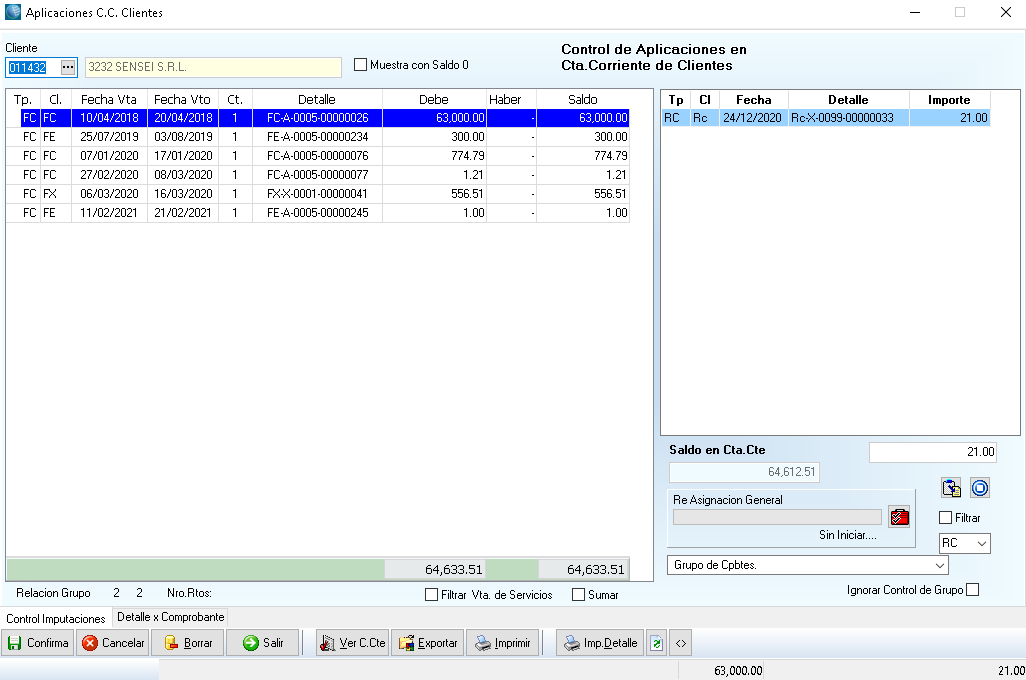 Aplicaciones C.C. Clientes
Cliente
011432 ...
3232 SENSEI S.R.L.
Muestra con Saldo 0
Control de Aplicaciones en
Cta.Corriente de Clientes
Tp. Cl. Fecha Vta Fecha Vto Ct. Detalle Debe Haber Saldo
FC FC 10/04/2018 20/04/2018 1 FC-A-0005-00000026 63,000.00 - 63,000.00
FC FE 25/07/2019 03/08/2019 1 FE-A-0005-00000234 300.00 - 300.00
FC FC 07/01/2020 17/01/2020 1 FC-A-0005-00000076 774.79 - 774.79
FC FC 27/02/2020 08/03/2020 1 FC-A-0005-00000077 1.21 - 1.21
FC FX 06/03/2020 16/03/2020 1 FX-X-0001-00000041 556.51 - 556.51
FC FE 11/02/2021 21/02/2021 1 FE-A-0005-00000245 1.00 - 1.00
64,633.51 64,633.51
Tp Cl Fecha Detalle Importe
RC Rc 24/12/2020 Rc-X-0099-00000033 21.00
Saldo en Cta.Cte
21.00
64,612.51
Re Asignacion General
Sin Iniciar....
Filtrar
RC
Grupo de Cpbtes.
Ignorar Control de Grupo
Relacion Grupo 2 2 Nro.Rtos:
Filtrar Vta. de Servicios
Sumar
Control Imputaciones
Detalle x Comprobante
Confirma
Cancelar
Borrar
Salir
Ver C.Cte
Exportar
Imprimir
Imp.Detalle
<>
63,000.00
21.00